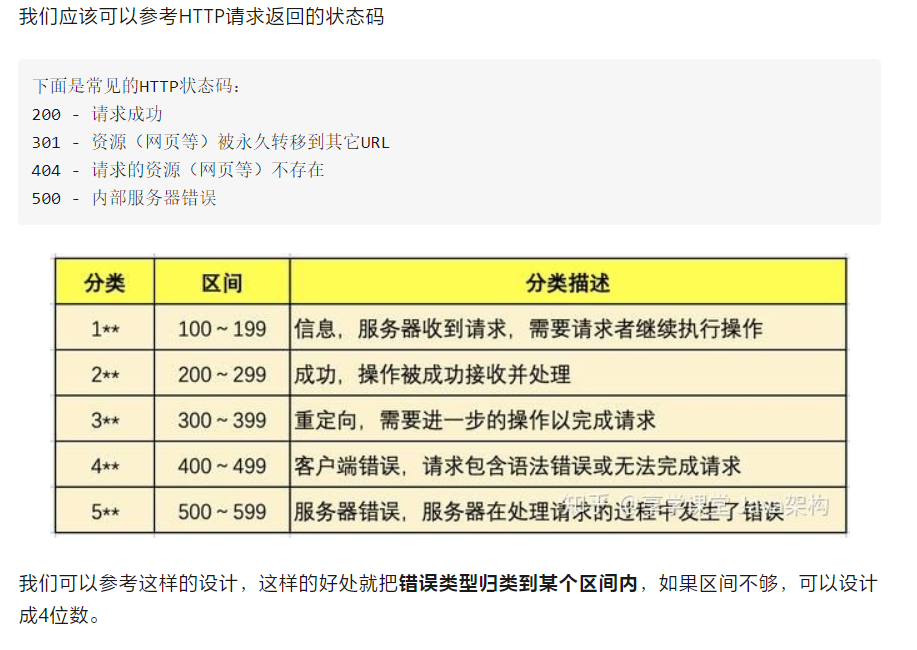 我们应该可以参考HTTP请求返回的状态码
下面是常见的HTTP状态码:
200 - 请求成功
301 - 资源（网页等）被永久转移到其它URL
404 - 请求的资源（网页等）不存在
500 - 内部服务器错误
分类 区间 分类描述
1** 100~199 信息，服务器收到请求，需要请求者继续执行操作
2** 200~299 成功，操作被成功接收并处理
3** 300~399 重定向，需要进一步的操作以完成请求
4** 400~499 客户端错误，请求包含语法错误或无法完成请求
5** 500~599 服务器错误，服务器在处理请求的过程中发生了错误
知乎 @享学课堂 Java架构
我们可以参考这样的设计，这样的好处就把错误类型归类到某个区间内，如果区间不够，可以设计
成4位数。